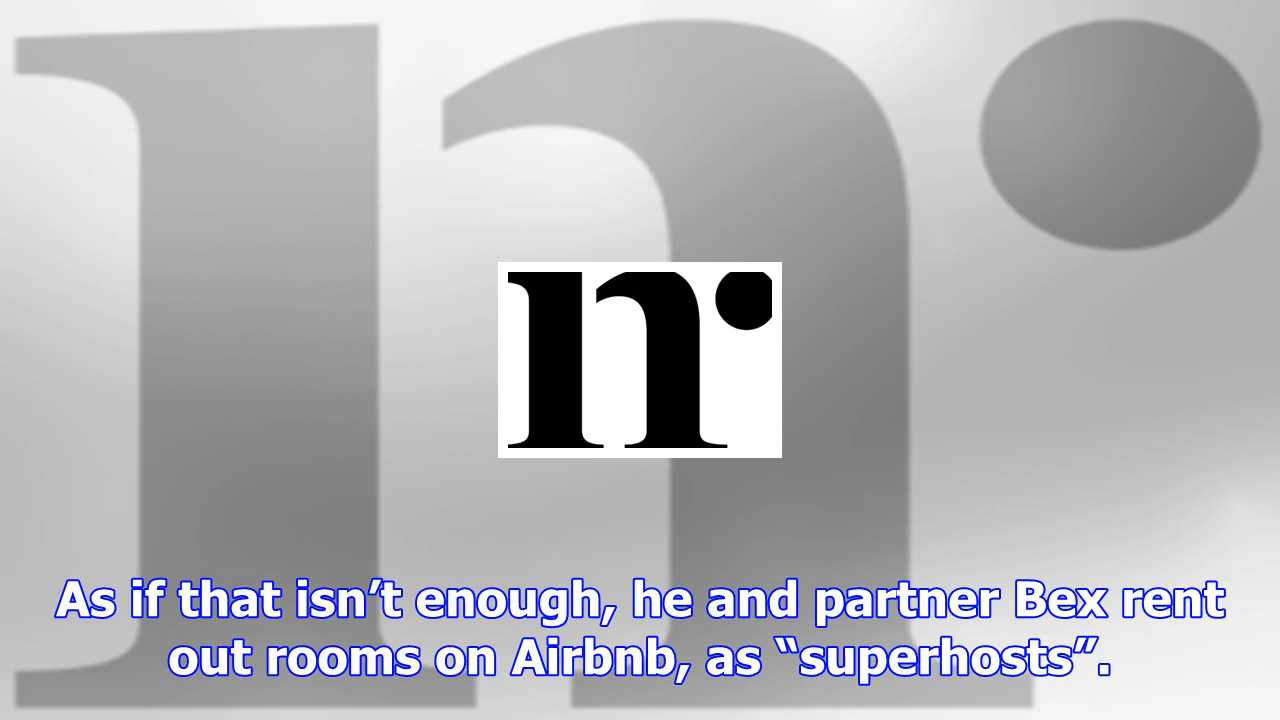 n
As if that isn’t enough, he and partner Bex rent
out rooms on Airbnb, as “superhosts”.